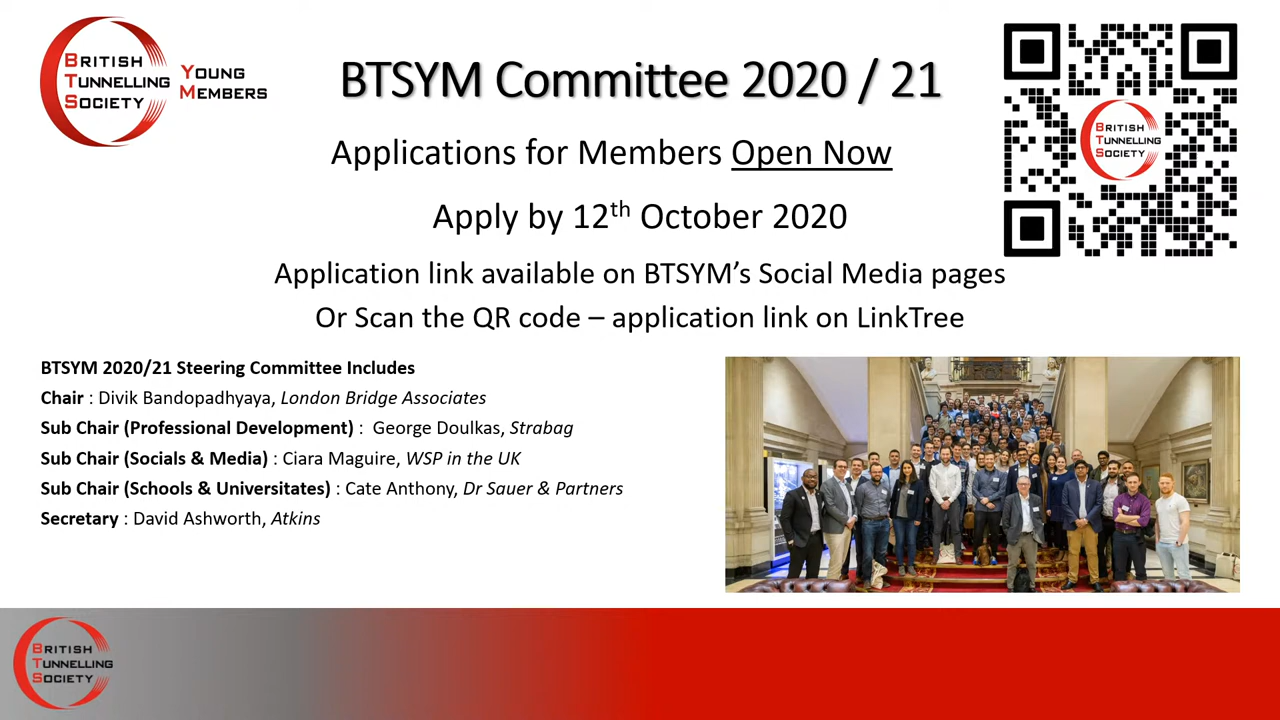 BRITISH
TUNNELLING
SOCIETY
YOUNG
MEMBERS
BTSYM Committee 2020 / 21
Applications for Members Open Now
Apply by 12th October 2020
Application link available on BTSYM's Social Media pages
Or Scan the QR code – application link on LinkTree
BRITISH
TUNNELLING
SOCIETY
BTSYM 2020/21 Steering Committee Includes
Chair : Divik Bandopadhyaya, London Bridge Associates
Sub Chair (Professional Development) : George Doulkas, Strabag
Sub Chair (Socials & Media) : Ciara Maguire, WSP in the UK
Sub Chair (Schools & Universitates) : Cate Anthony, Dr Sauer & Partners
Secretary : David Ashworth, Atkins
BRITISH
TUNNELLING
SOCIETY